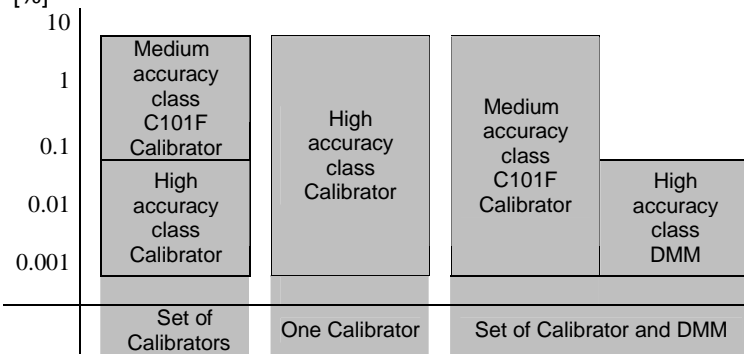 [%]
10
1
0.1
0.01
0.001
Medium
accuracy
class
C101F
Calibrator
High
accuracy
class
Calibrator
High
accuracy
class
Calibrator
Medium
accuracy
class
C101F
Calibrator
High
accuracy
class
DMM
Set of
Calibrators
One Calibrator
Set of Calibrator and DMM